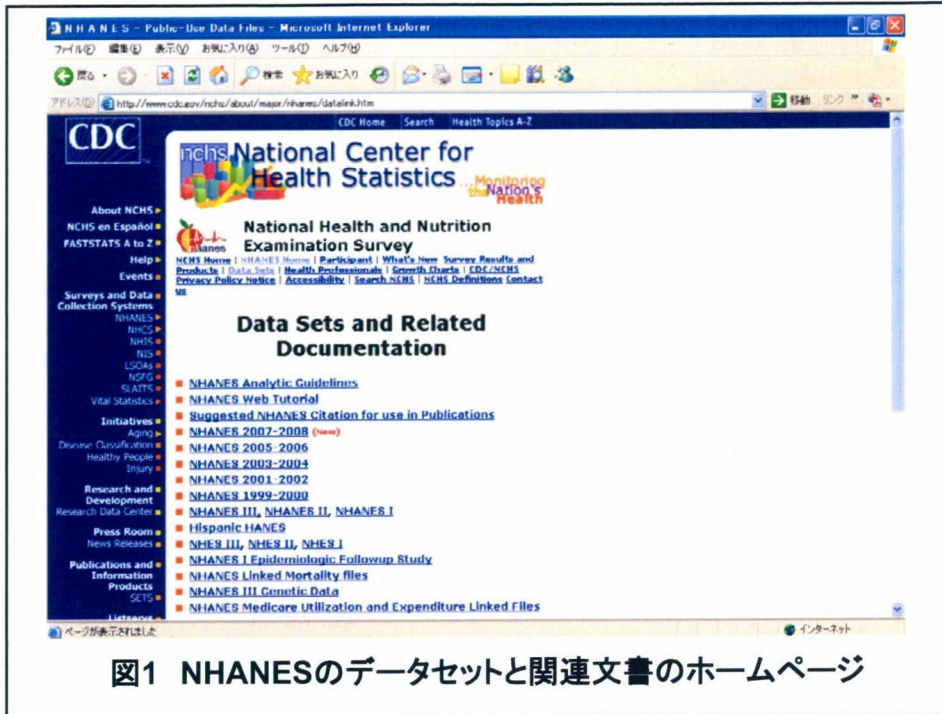 NHANES - Public-Use Data Files - Microsoft Internet Explorer
ファイル(F) 編集(E) 表示(V) お気に入り(A) ツール(T) ヘルプ(H)
戻る 検索 お気に入り
アドレス(D) http://www.cdc.gov/nchs/about/major/nhanes/datalink.htm 移動 リンク »
CDC Home Search Health Topics A-Z
CDC
nchs National Center for
Health Statistics ...Monitoring
the Nation's
Health
About NCHS
NCHS en Español
FASTSTATS A to Z
Help
Events
Surveys and Data
Collection Systems
NHANES
NHCS
NHIS
NIS
LSOAs
NSFG
SLAITS
Vital Statistics
Initiatives
Aging
Disease Classification
Healthy People
Injury
Research and
Development
Research Data Center
Press Room
News Releases
Publications and
Information
Products
SETS
Listservs
nhanes
National Health and Nutrition
Examination Survey
NCHS Home | NHANES Home | Participant | What's New Survey Results and
Products | Data Sets | Health Professionals | Growth Charts | CDC/NCHS
Privacy Policy Notice | Accessibility | Search NCHS | NCHS Definitions Contact
us
Data Sets and Related
Documentation
NHANES Analytic Guidelines
NHANES Web Tutorial
Suggested NHANES Citation for use in Publications
NHANES 2007-2008 (New)
NHANES 2005-2006
NHANES 2003-2004
NHANES 2001-2002
NHANES 1999-2000
NHANES III, NHANES II, NHANES I
Hispanic HANES
NHES III, NHES II, NHES I
NHANES I Epidemiologic Followup Study
NHANES Linked Mortality files
NHANES III Genetic Data
NHANES Medicare Utilization and Expenditure Linked Files
ページが表示されました インターネット
図1 NHANESのデータセットと関連文書のホームページ